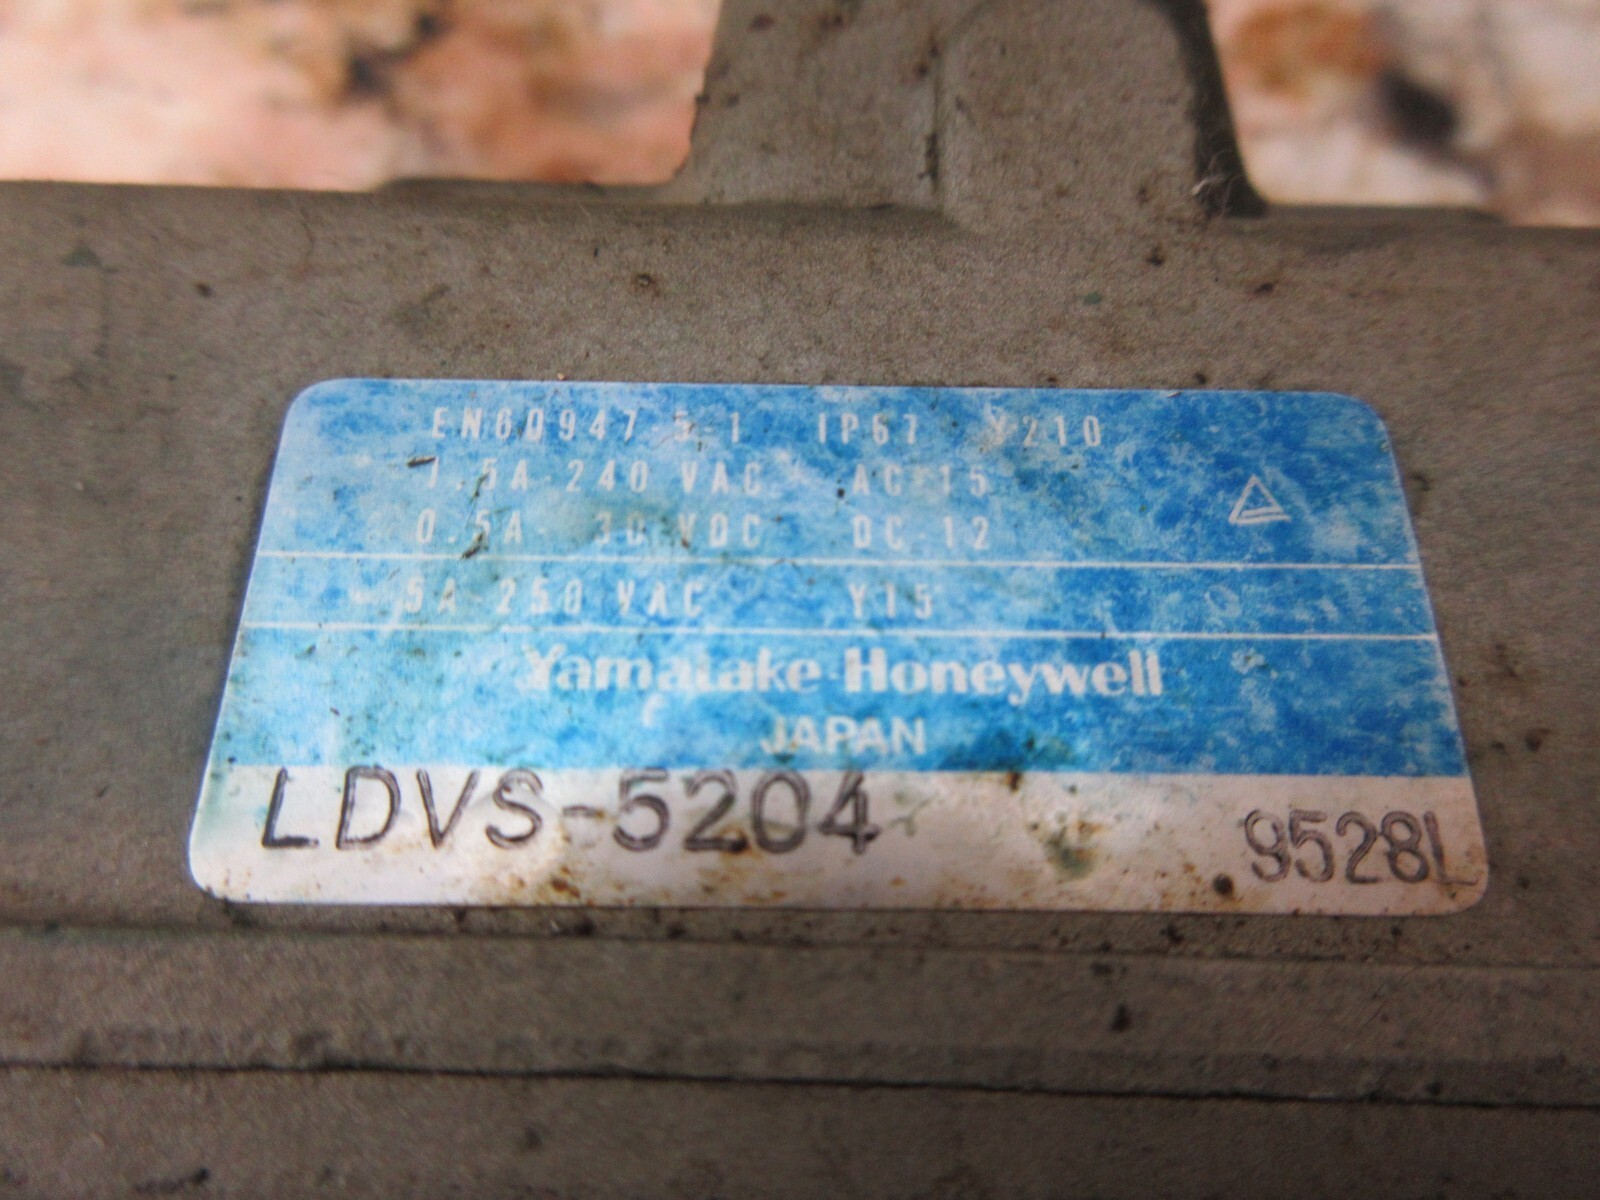 EN60947-5-1 IP67 Y210
1.5A 240 VAC AC-15
0.5A 30 VDC DC-12
5A 250 VAC Y15
Yamatake-Honeywell
JAPAN
LDVS-5204
9528L